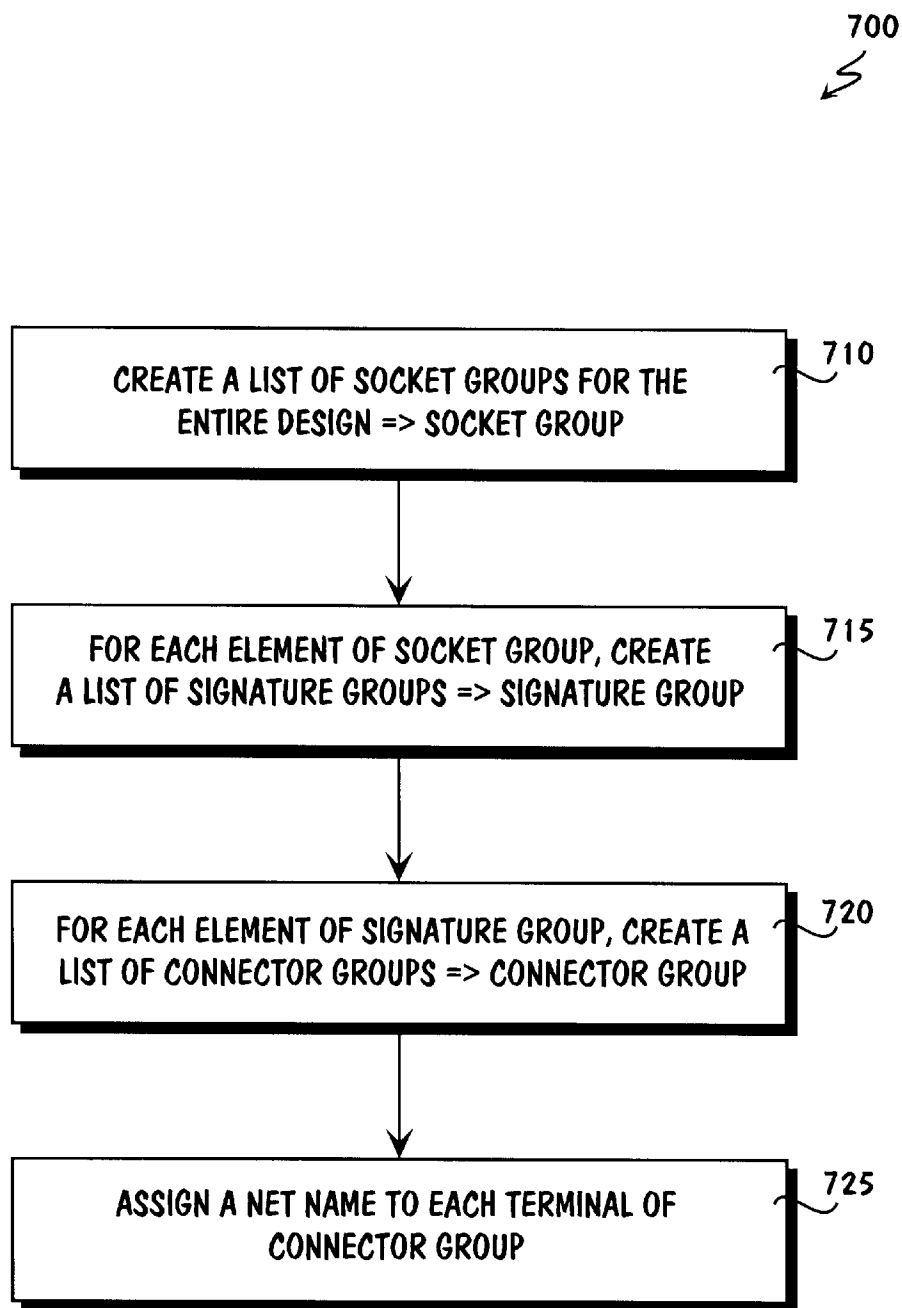 700
CREATE A LIST OF SOCKET GROUPS FOR THE
ENTIRE DESIGN => SOCKET GROUP
710
FOR EACH ELEMENT OF SOCKET GROUP, CREATE
A LIST OF SIGNATURE GROUPS => SIGNATURE GROUP
715
FOR EACH ELEMENT OF SIGNATURE GROUP, CREATE A
LIST OF CONNECTOR GROUPS => CONNECTOR GROUP
720
ASSIGN A NET NAME TO EACH TERMINAL OF
CONNECTOR GROUP
725